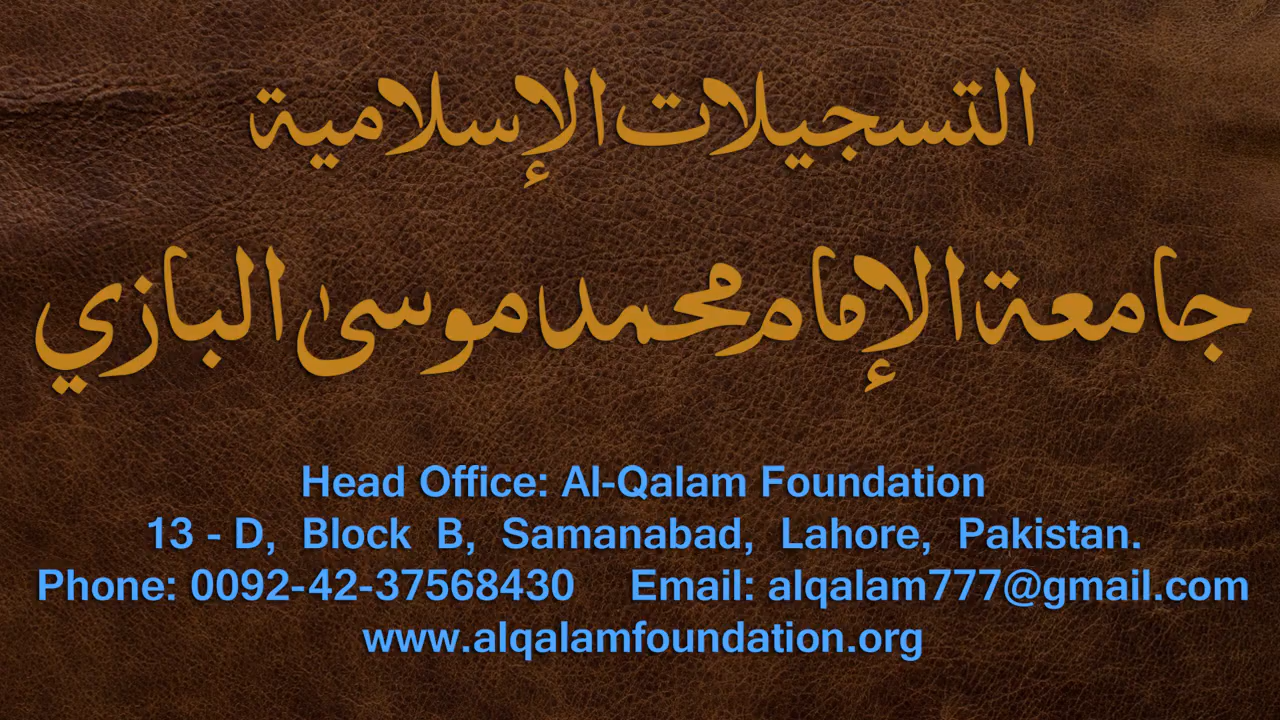 التسجيلات الإسلامية
جامعة الإمام محمد موسىٰ البازي
Head Office: Al-Qalam Foundation
13 - D, Block B, Samanabad, Lahore, Pakistan.
Phone: 0092-42-37568430 Email: alqalam777@gmail.com
www.alqalamfoundation.org